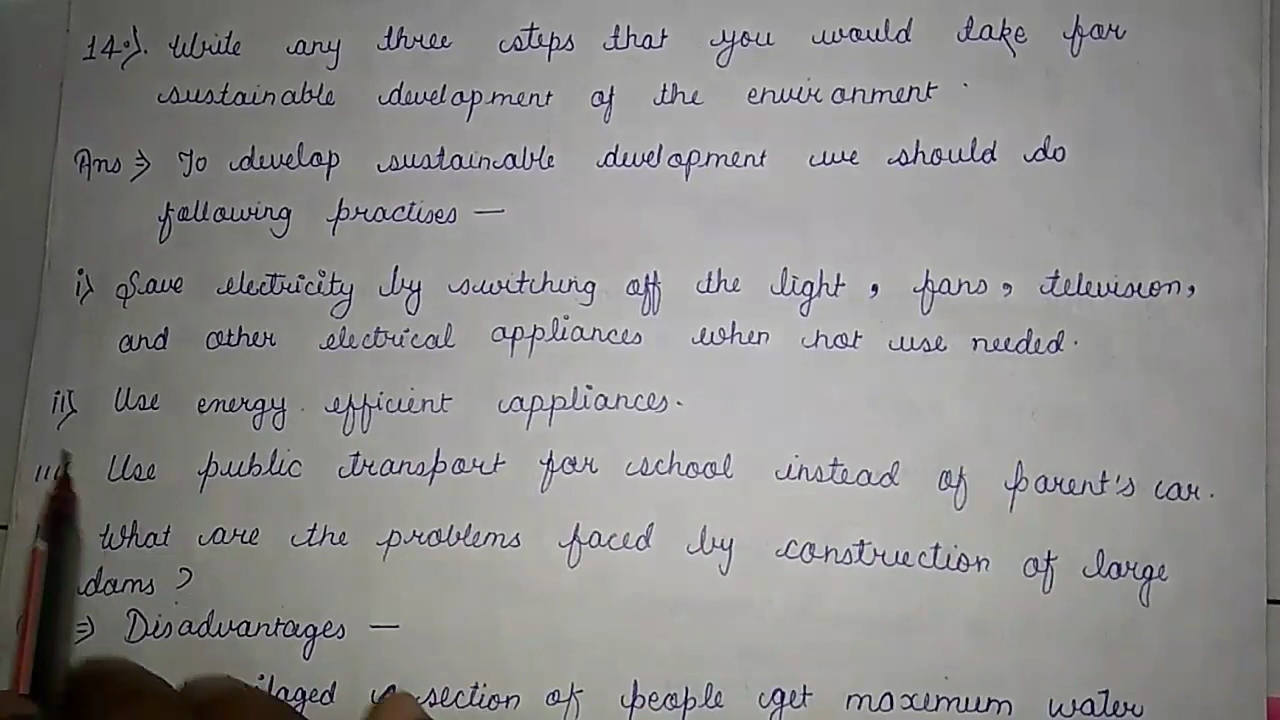 14). Write any three steps that you would take for
sustainable development of the environment.
Ans ⇒ To develop sustainable development we should do
following practises —
i) Save electricity by switching off the light, fans, television,
and other electrical appliances when not use needed.
ii) Use energy efficient appliances.
iii) Use public transport for school instead of parent's car.
What are the problems faced by construction of large
dams?
⇒ Disadvantages —
section of people get maximum water